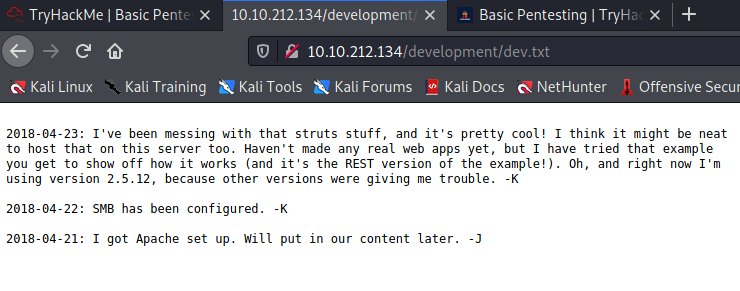 TryHackMe | Basic Pente
10.10.212.134/development/
Basic Pentesting | TryHac
10.10.212.134/development/dev.txt
Kali Linux
Kali Training
Kali Tools
Kali Forums
Kali Docs
NetHunter
Offensive Secur
2018-04-23: I've been messing with that struts stuff, and it's pretty cool! I think it might be neat
to host that on this server too. Haven't made any real web apps yet, but I have tried that example
you get to show off how it works (and it's the REST version of the example!). Oh, and right now I'm
using version 2.5.12, because other versions were giving me trouble. -K
2018-04-22: SMB has been configured. -K
2018-04-21: I got Apache set up. Will put in our content later. -J